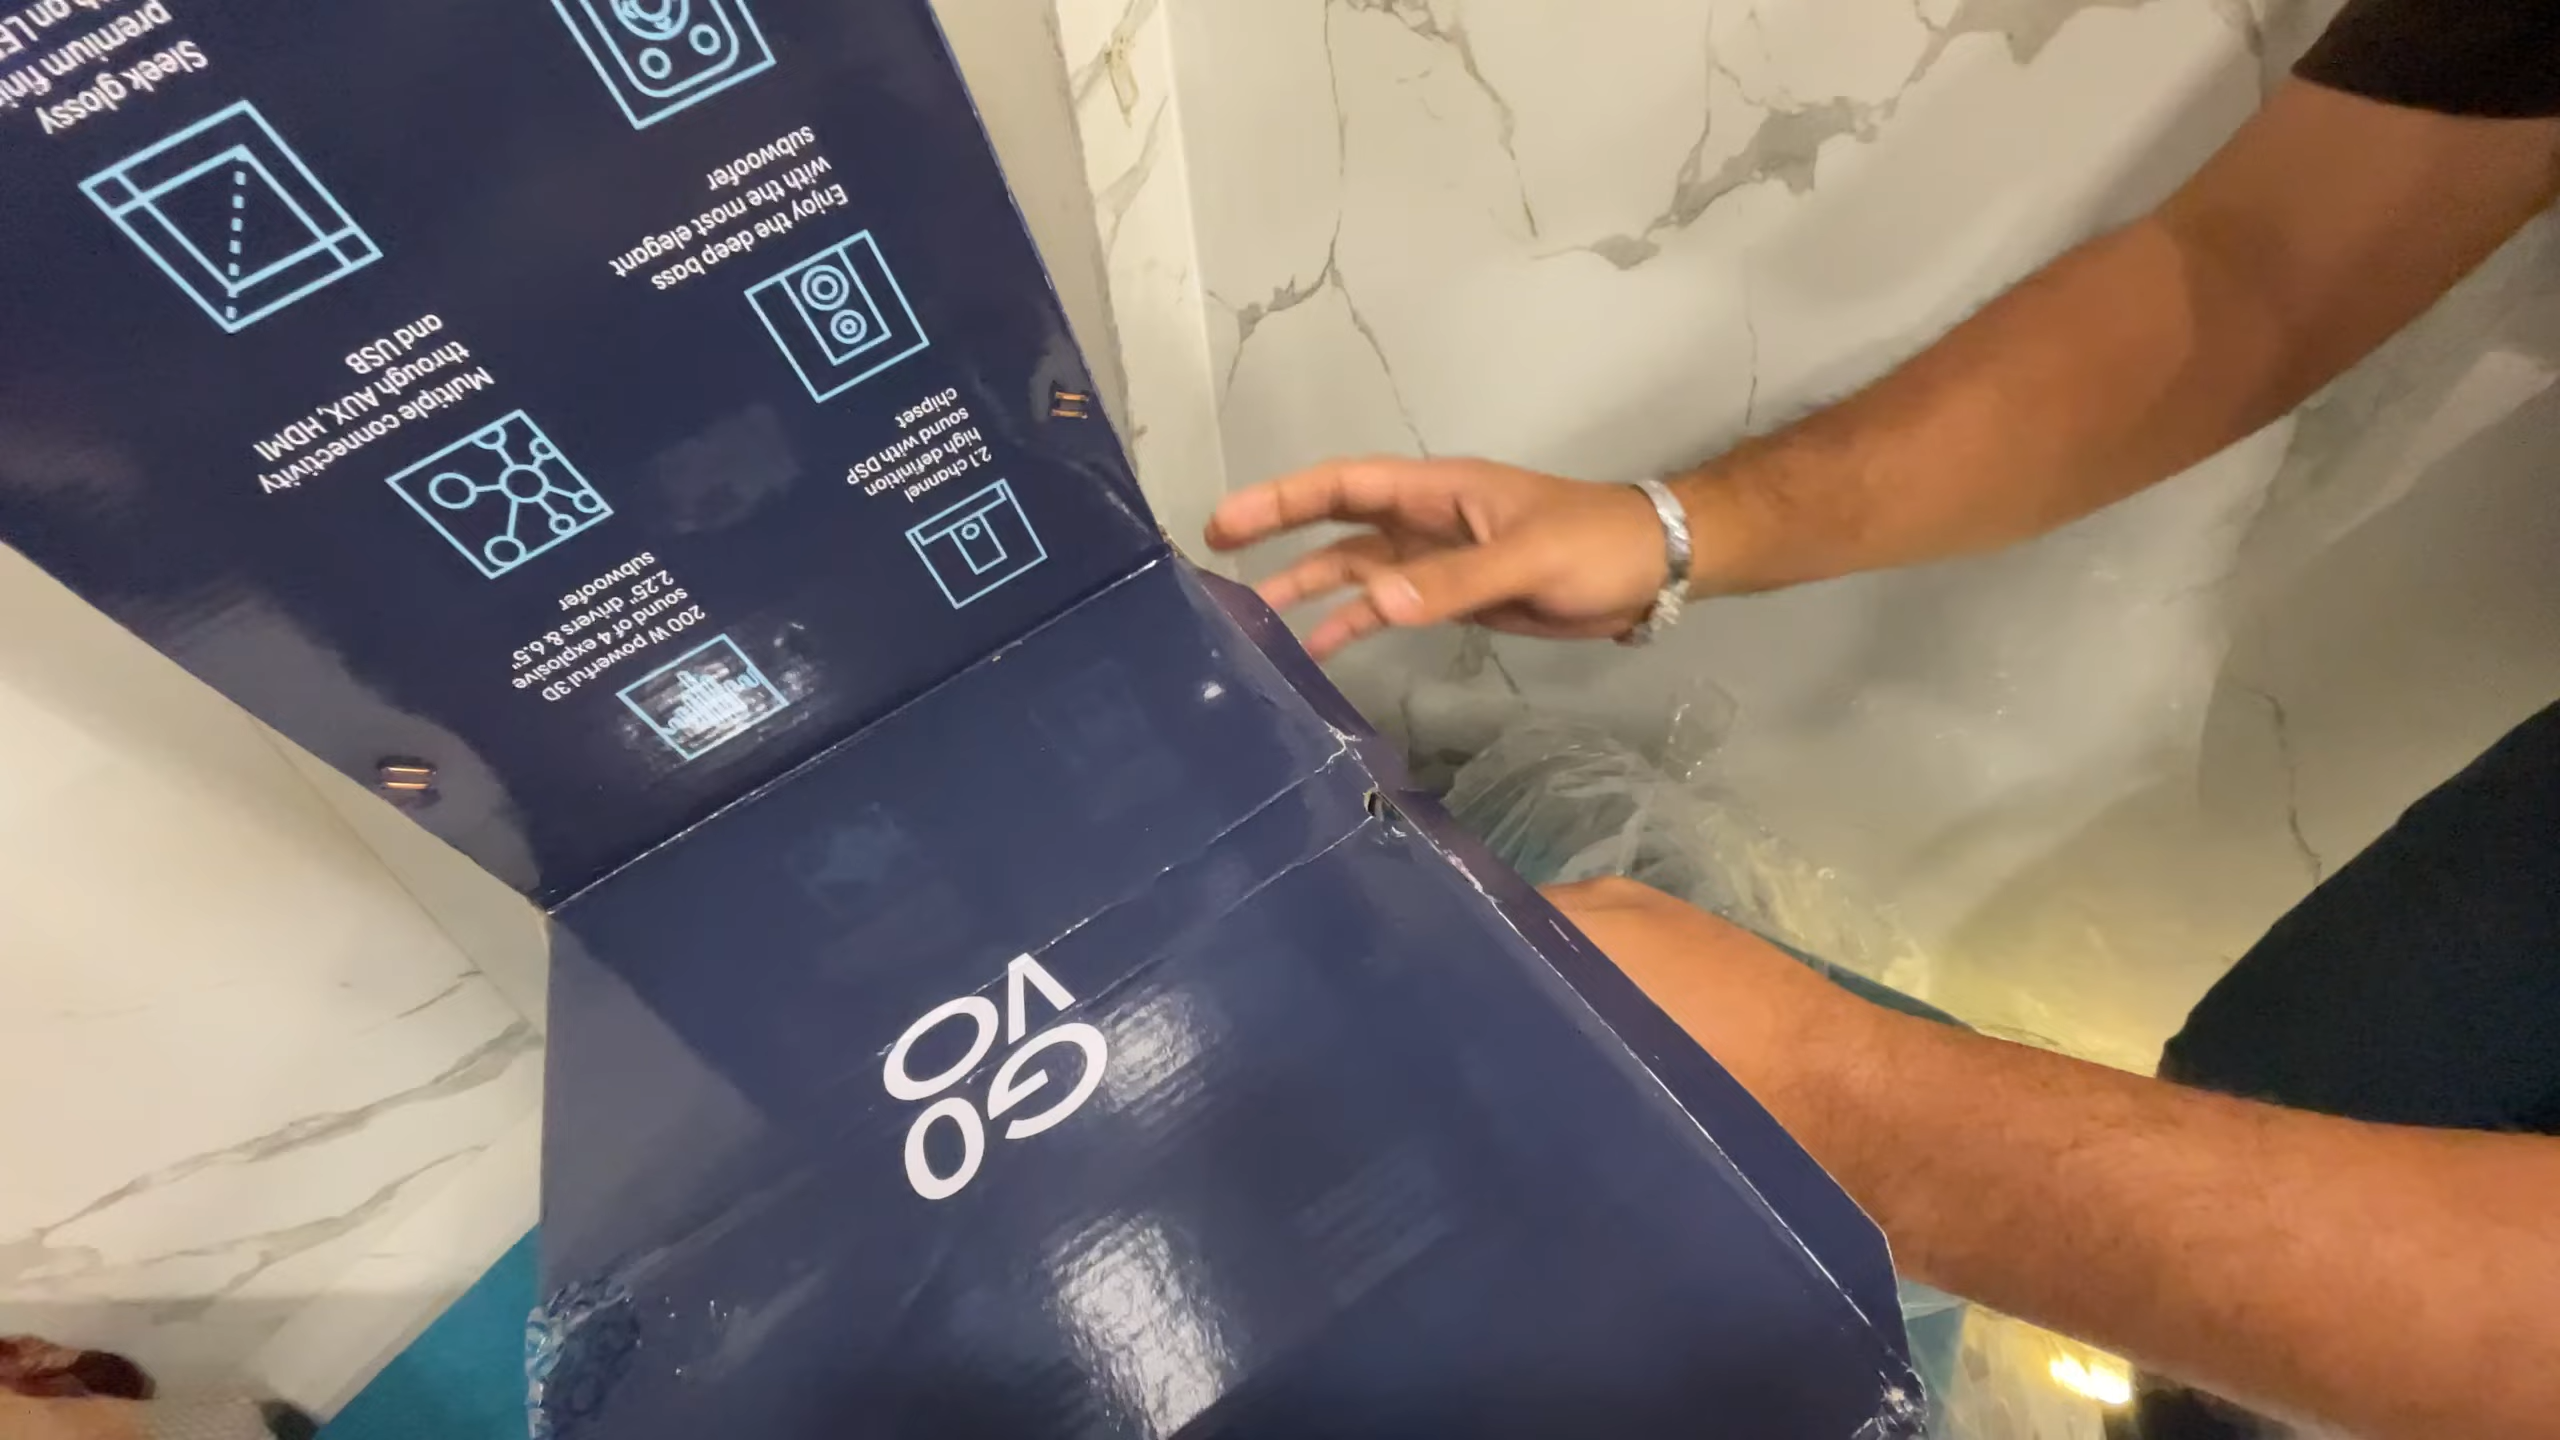 200 W powerful 3D
sound of 4 explosive
2.25" drivers & 6.5"
subwoofer
Multiple connectivity
through AUX, HDMI
and USB
Sleek glossy
premium
2.1 channel
high definition
sound with DSP
chipset
Enjoy the deep bass
with the most elegant
subwoofer
GO
VO